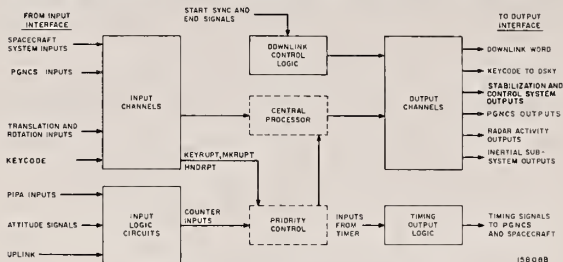 FROM INPUT
INTERFACE
SPACECRAFT
SYSTEM INPUTS
PGNCS INPUTS
TRANSLATION AND
ROTATION INPUTS
KEYCODE
PIPA INPUTS
ATTITUDE SIGNALS
UPLINK
INPUT
CHANNELS
INPUT
LOGIC
CIRCUITS
START SYNC AND
END SIGNALS
DOWNLINK
CONTROL
LOGIC
CENTRAL
PROCESSOR
KEYRUPT, MKRUPT
HNDRPT
COUNTER
INPUTS
PRIORITY
CONTROL
INPUTS
FROM
TIMER
OUTPUT
CHANNELS
TIMING
OUTPUT
LOGIC
TO OUTPUT
INTERFACE
DOWNLINK WORD
KEYCODE TO DSKY
STABILIZATION AND
CONTROL SYSTEM
OUTPUTS
PGNCS OUTPUTS
RADAR ACTIVITY
OUTPUTS
INERTIAL SUB-
SYSTEM OUTPUTS
TIMING SIGNALS
TO PGNCS
AND SPACECRAFT
15808B